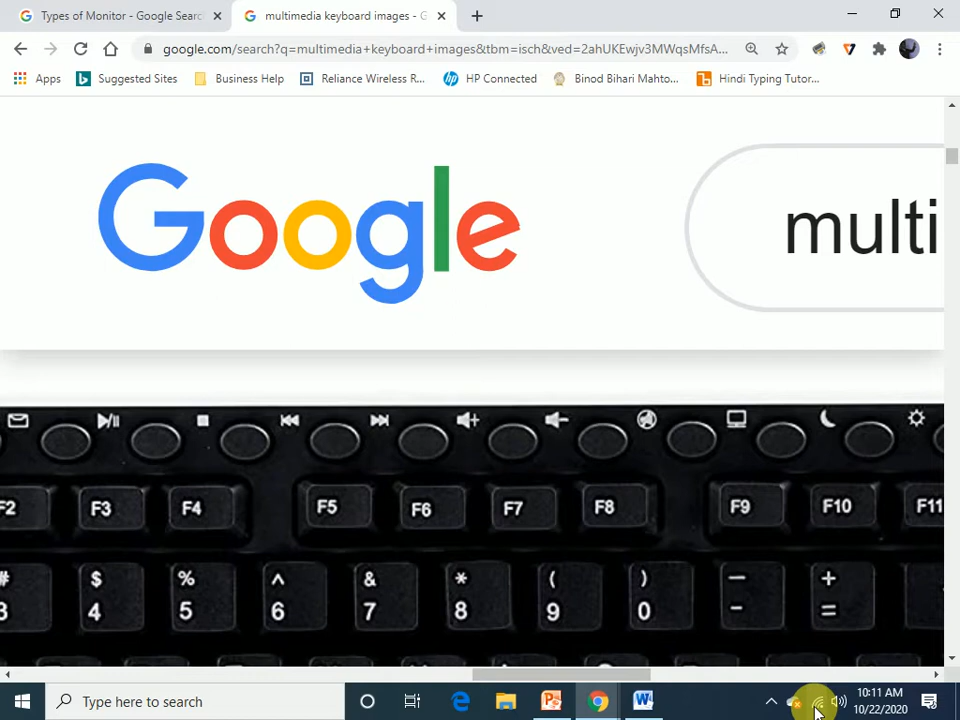 Types of Monitor - Google Sear
multimedia keyboard images - G
google.com/search?q=multimedia+keyboard+images&tbm=isch&ved=2ahUKEwjv3MWqsMfsA...
Apps Suggested Sites Business Help Reliance Wireless R... HP Connected Binod Bihari Mahto... Hindi Typing Tutor...
Google
multi
F2 F3 F4 F5 F6 F7 F8 F9 F10 F11
# $ % ^ & * ( ) — +
3 4 5 6 7 8 9 0 - =
Type here to search
10:11 AM
10/22/2020